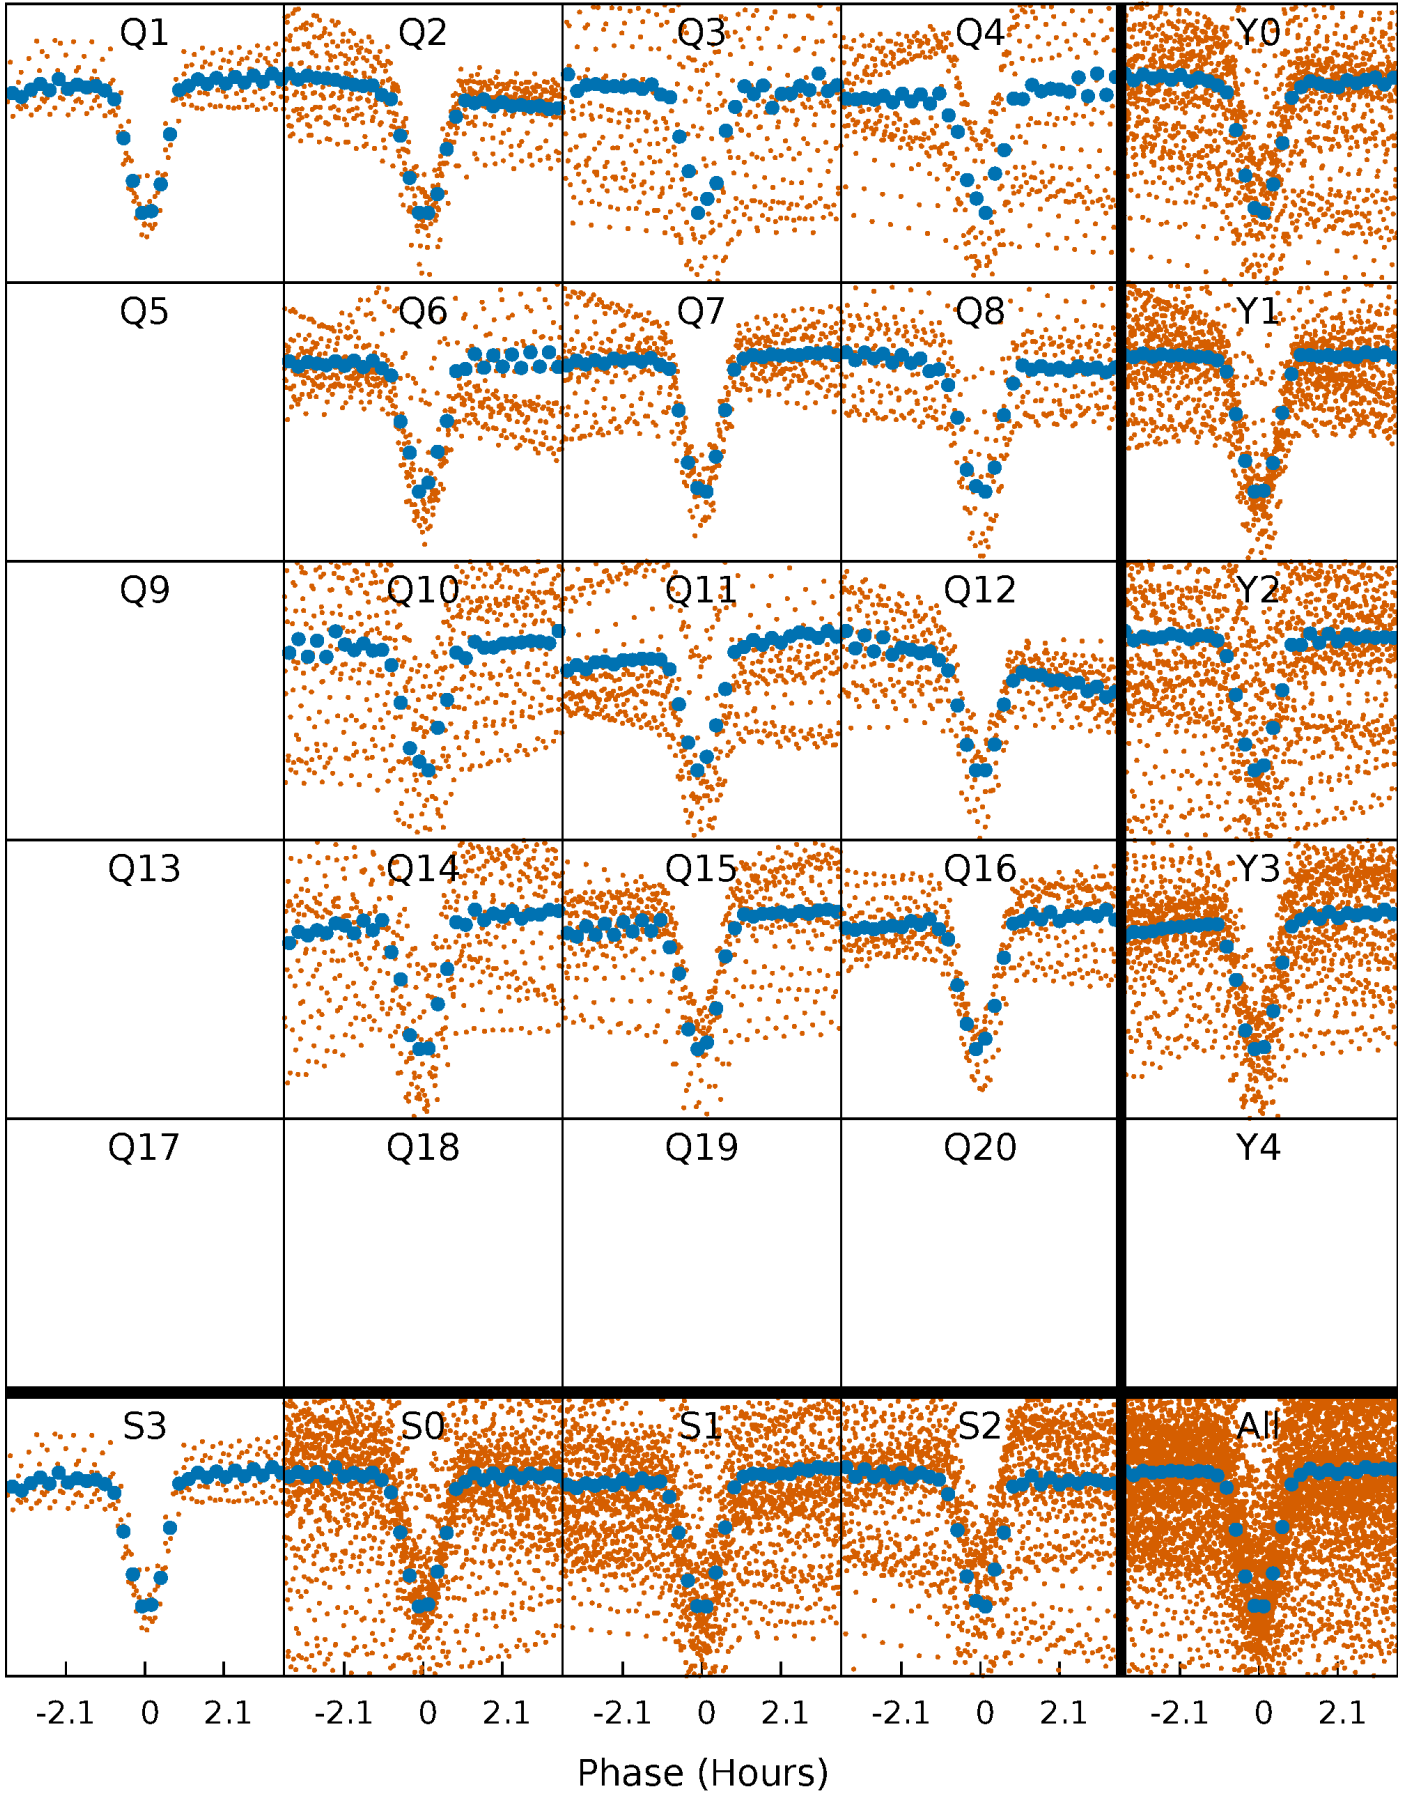 Q1 Q2 Q3 Q4 Y0
Q5 Q6 Q7 Q8 Y1
Q9 Q10 Q11 Q12 Y2
Q13 Q14 Q15 Q16 Y3
Q17 Q18 Q19 Q20 Y4
S3 S0 S1 S2 All
-2.1 0 2.1 -2.1 0 2.1 -2.1 0 2.1 -2.1 0 2.1 -2.1 0 2.1
Phase (Hours)